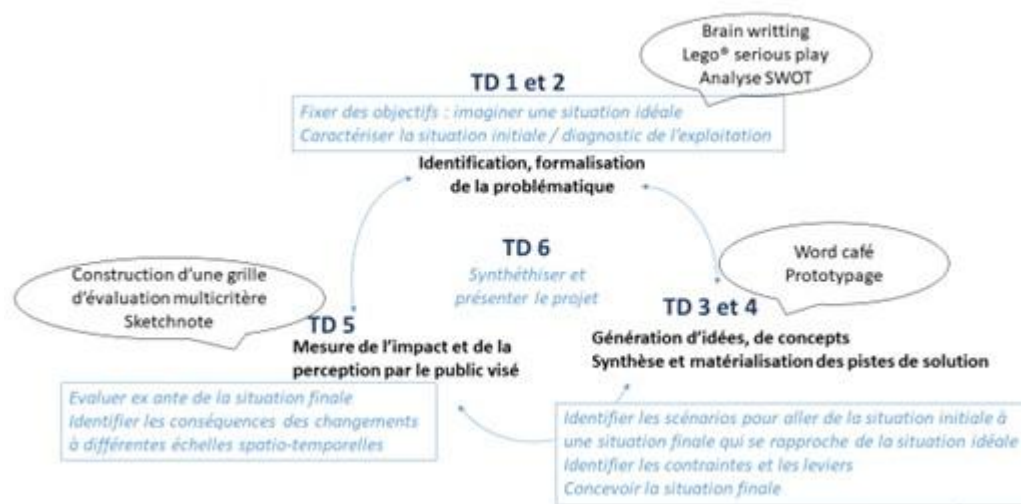 Brain writting
Lego® serious play
Analyse SWOT
TD 1 et 2
Fixer des objectifs : imaginer une situation idéale
Caractériser la situation initiale / diagnostic de l'exploitation
Identification, formalisation
de la problématique
TD 6
Synthéthiser et
présenter le projet
Word café
Prototypage
Construction d'une grille
d'évaluation multicritère
Sketchnote
TD 5
Mesure de l'impact et de la
perception par le public visé
TD 3 et 4
Génération d'idées, de concepts
Synthèse et matérialisation des pistes de solution
Evaluer ex ante de la situation finale
Identifier les conséquences des changements
à différentes échelles spatio-temporelles
Identifier les scénarios pour aller de la situation initiale à
une situation finale qui se rapproche de la situation idéale
Identifier les contraintes et les leviers
Concevoir la situation finale